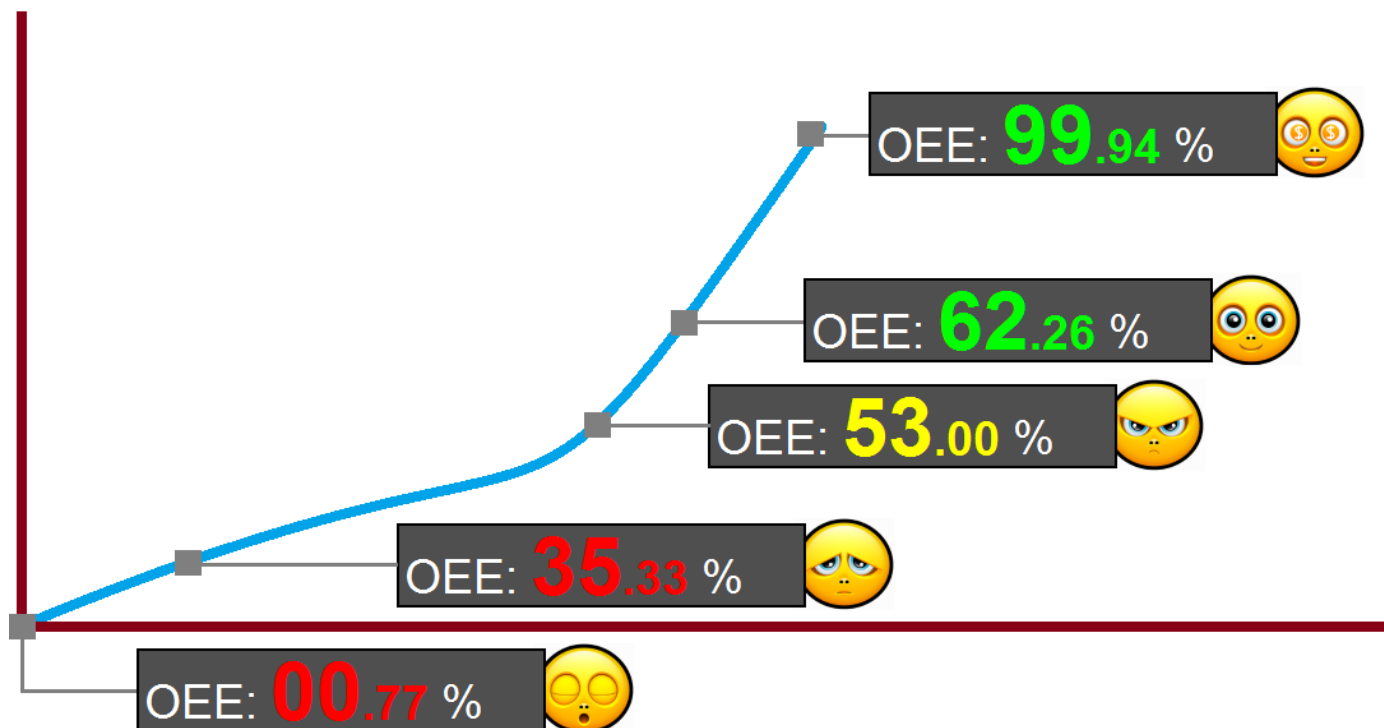 OEE: 99.94 %
OEE: 62.26 %
OEE: 53.00 %
OEE: 35.33 %
OEE: 00.77 %